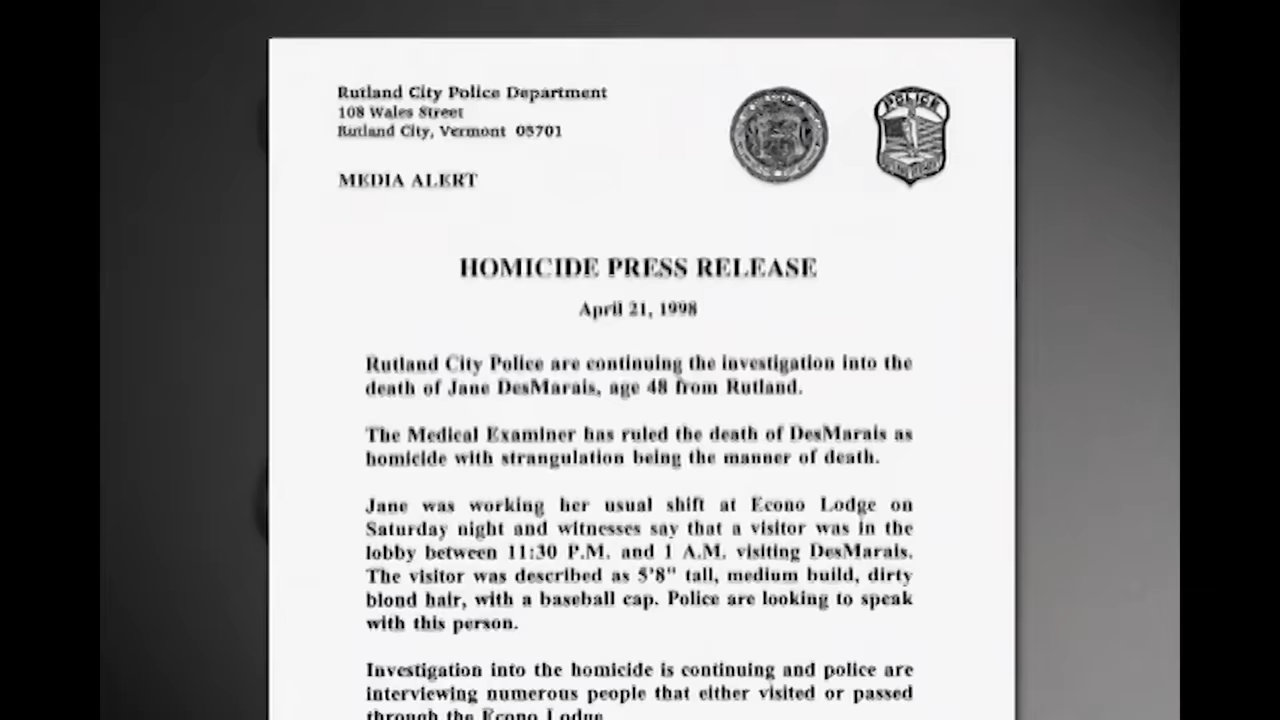 Rutland City Police Department
108 Wales Street
Rutland City, Vermont 05701
MEDIA ALERT
POLICE
HOMICIDE PRESS RELEASE
April 21, 1998
Rutland City Police are continuing the investigation into the
death of Jane DesMarais, age 48 from Rutland.
The Medical Examiner has ruled the death of DesMarais as
homicide with strangulation being the manner of death.
Jane was working her usual shift at Econo Lodge on
Saturday night and witnesses say that a visitor was in the
lobby between 11:30 P.M. and 1 A.M. visiting DesMarais.
The visitor was described as 5'8" tall, medium build, dirty
blond hair, with a baseball cap. Police are looking to speak
with this person.
Investigation into the homicide is continuing and police are
interviewing numerous people that either visited or passed
through the Econo Lodge